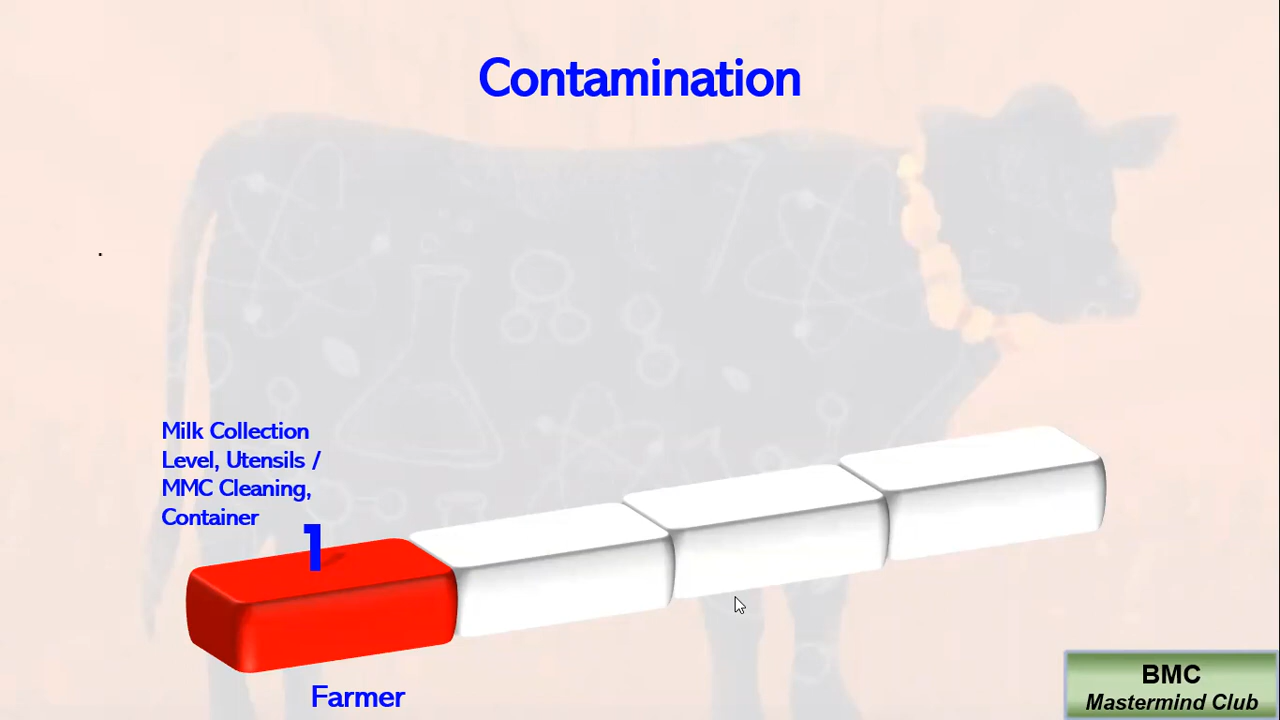 Contamination
Milk Collection
Level, Utensils /
MMC Cleaning,
Container
1
Farmer
BMC
Mastermind Club